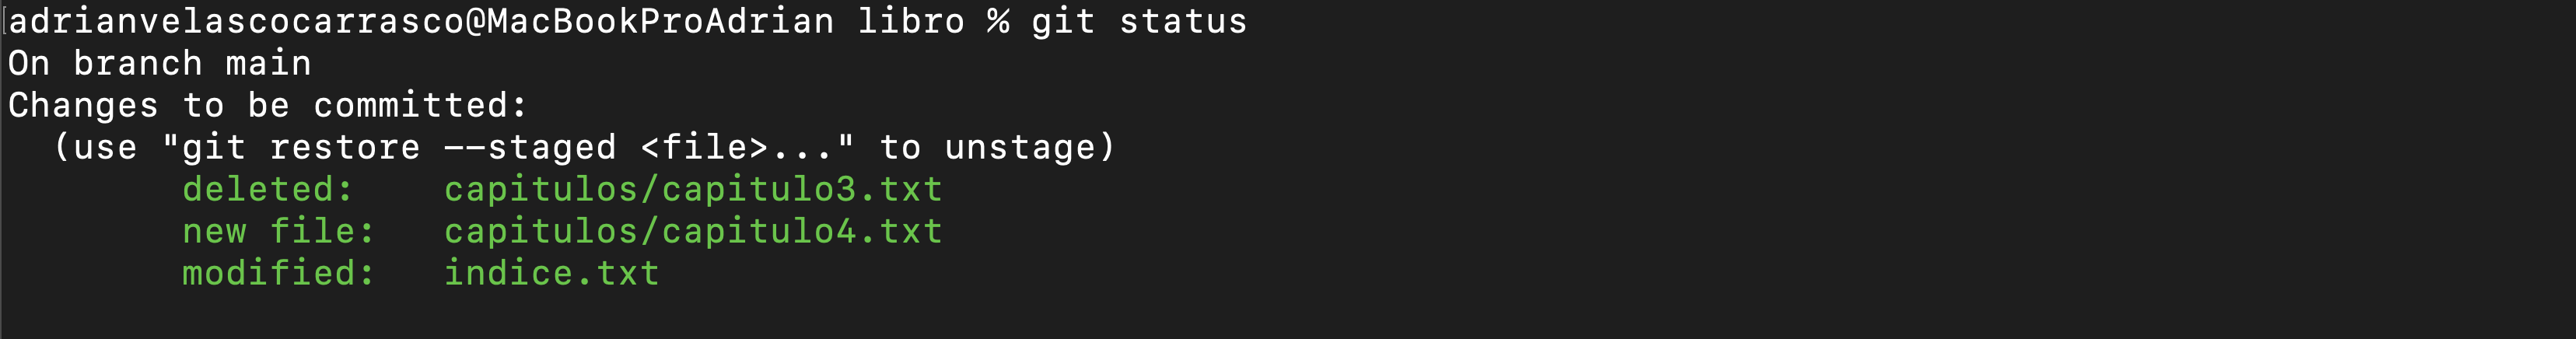 [adrianvelascocarrasco@MacBookProAdrian libro % git status
On branch main
Changes to be committed:
  (use "git restore --staged <file>..." to unstage)
        deleted:    capitulos/capitulo3.txt
        new file:   capitulos/capitulo4.txt
        modified:   indice.txt